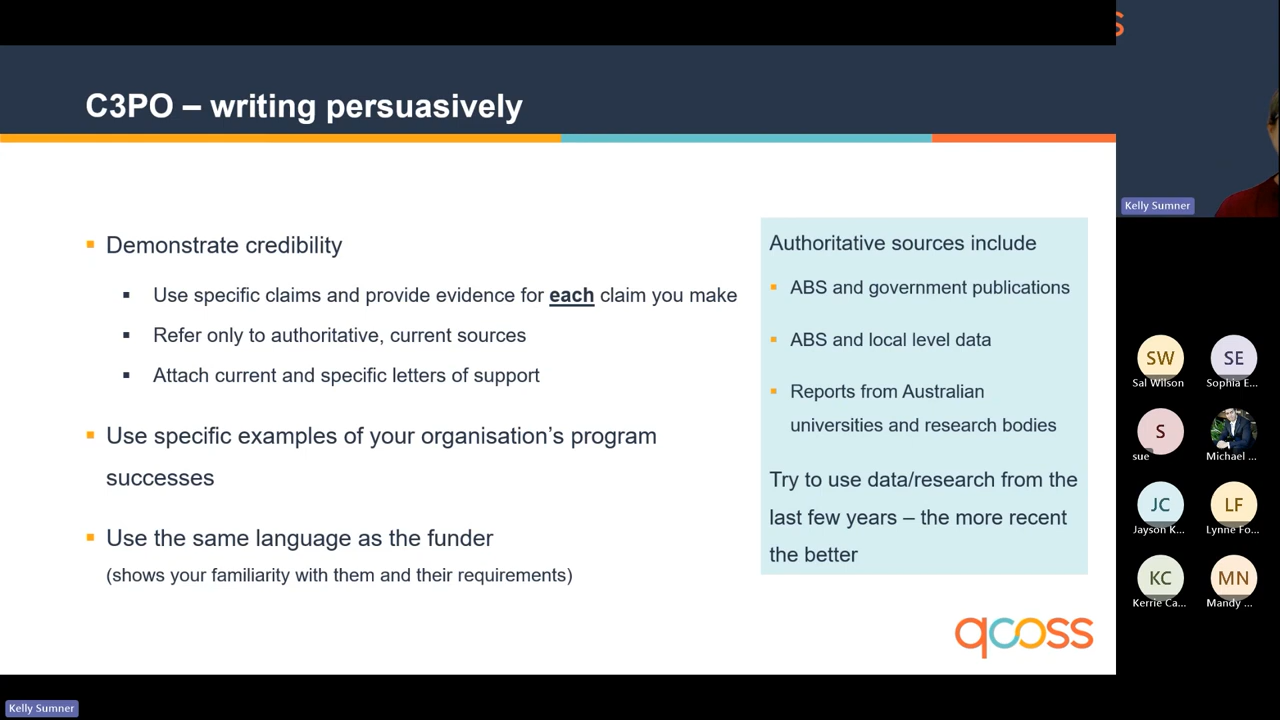 C3PO – writing persuasively
Demonstrate credibility
Use specific claims and provide evidence for each claim you make
Refer only to authoritative, current sources
Attach current and specific letters of support
Use specific examples of your organisation's program
successes
Use the same language as the funder
(shows your familiarity with them and their requirements)
Authoritative sources include
ABS and government publications
ABS and local level data
Reports from Australian
universities and research bodies
Try to use data/research from the
last few years – the more recent
the better
qcoss
Kelly Sumner
SW
Sal Wilson
SE
Sophia E...
S
sue
Michael ...
JC
Jayson K...
LF
Lynne Fo...
KC
Kerrie Ca...
MN
Mandy ...
Kelly Sumner